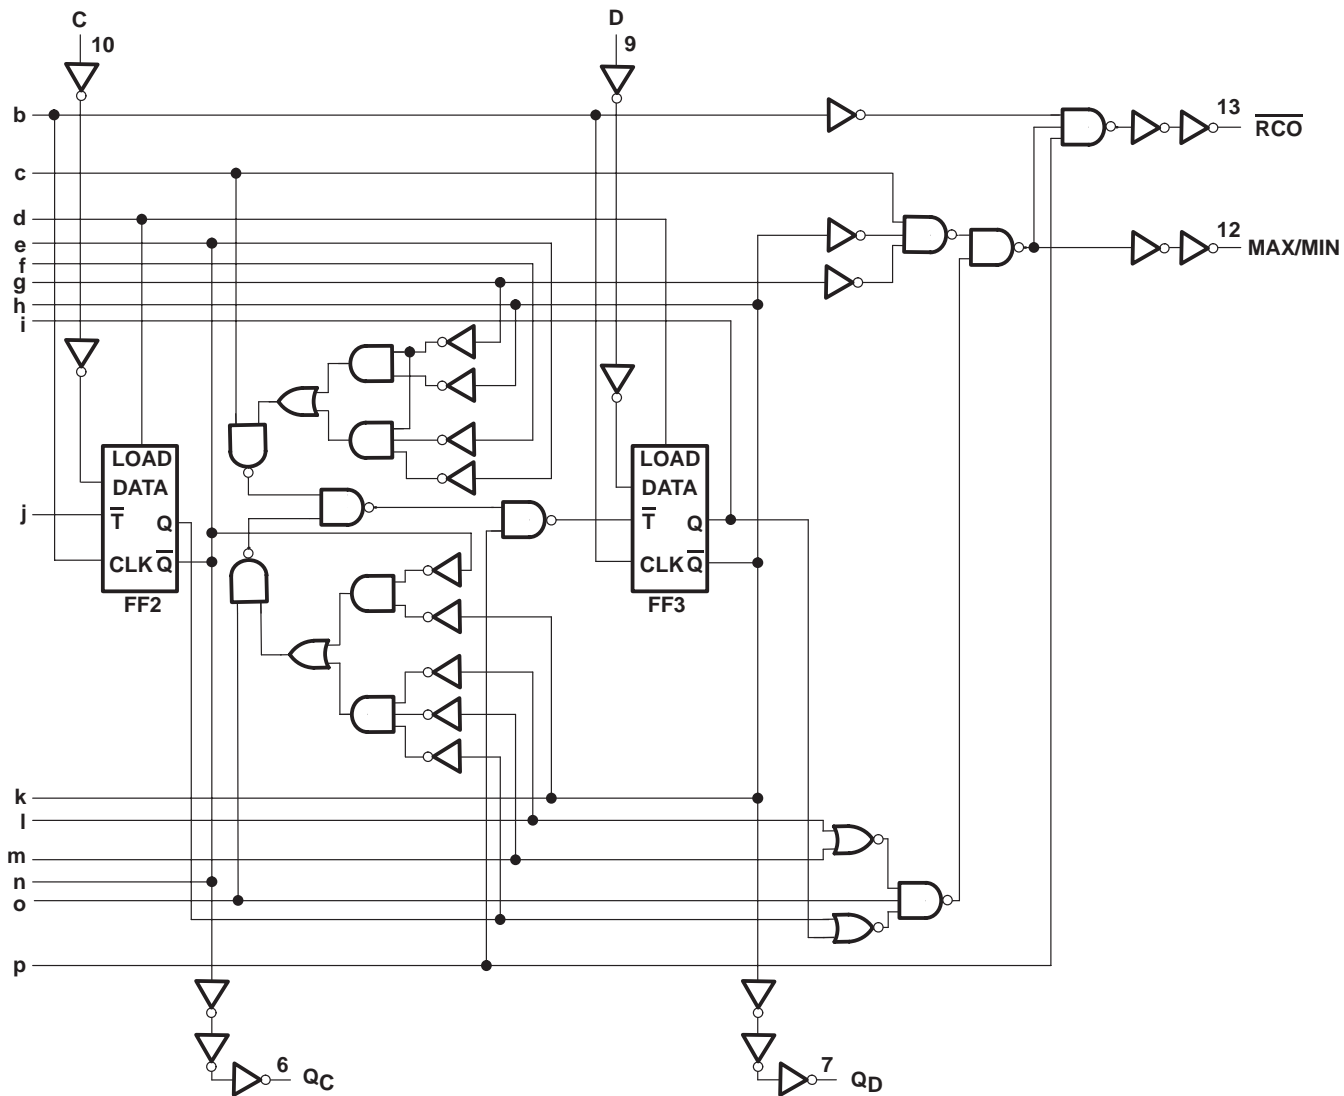 C
10
D
9
b
13
RCO
c
d
e
12
MAX/MIN
f
g
h
i
LOAD
DATA
j
T
Q
CLK Q
FF2
LOAD
DATA
T
Q
CLK Q
FF3
k
l
m
n
o
p
6
QC
7
QD